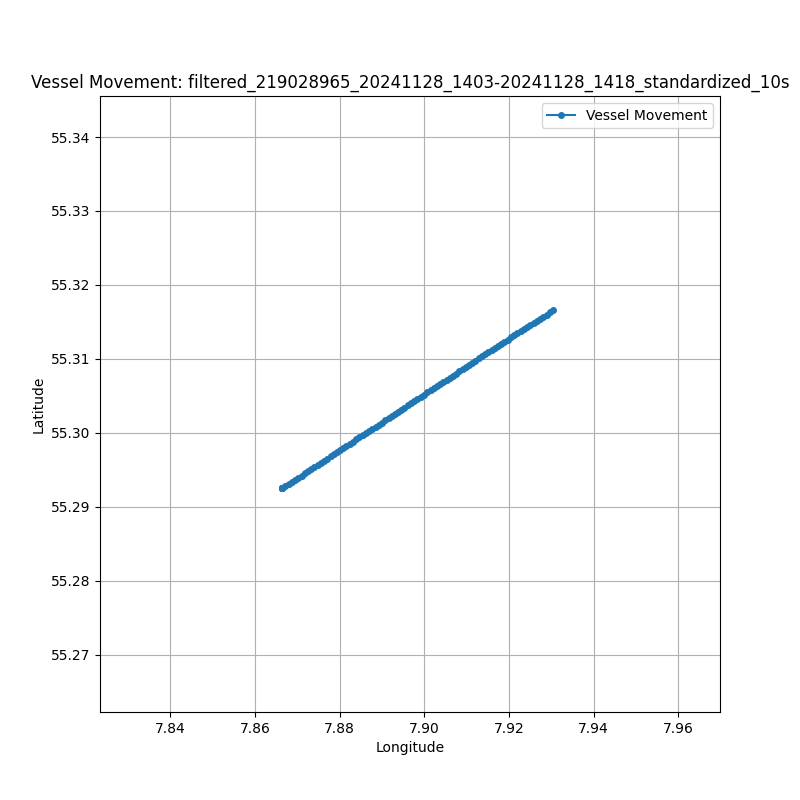 Vessel Movement: filtered_219028965_20241128_1403-20241128_1418_standardized_10s
Vessel Movement
55.34
55.33
55.32
55.31
55.30
55.29
55.28
55.27
Latitude
7.84 7.86 7.88 7.90 7.92 7.94 7.96
Longitude